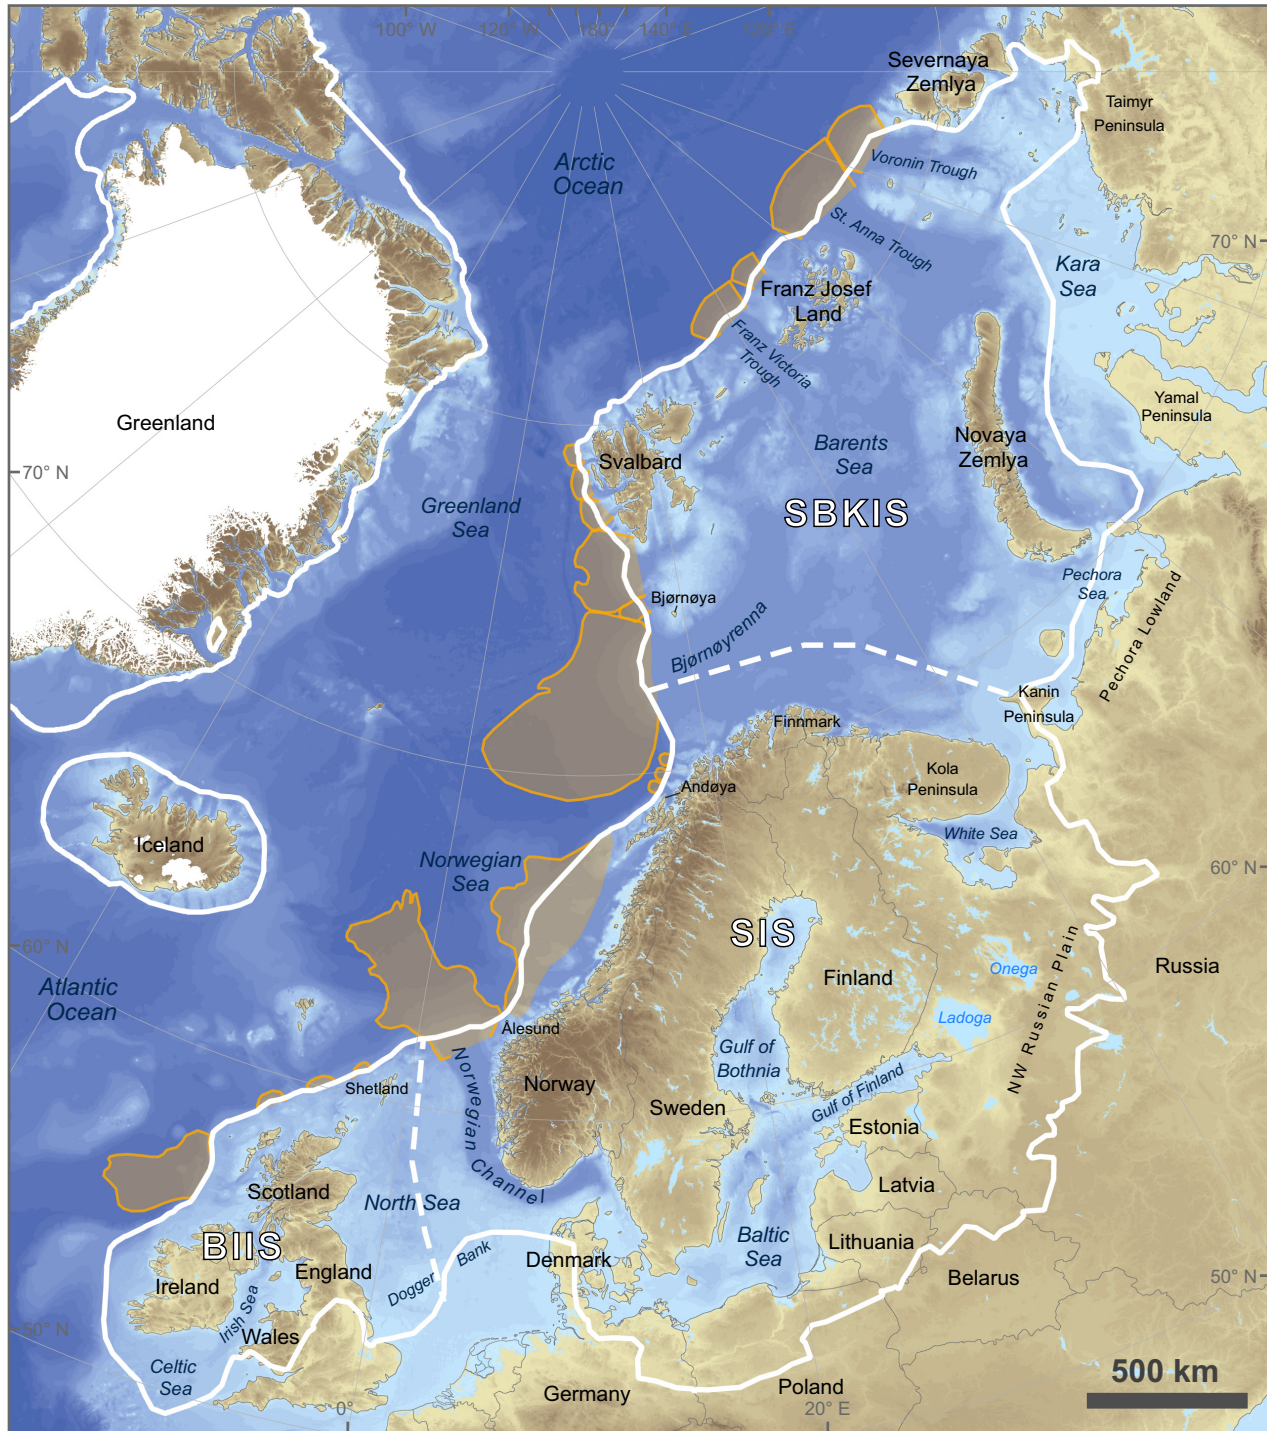 100° W
120° W
180°
140° E
120° E
Severnaya
Zemlya
Taimyr
Peninsula
Arctic
Ocean
Voronin Trough
St. Anna Trough
70° N
Kara
Sea
Franz Josef
Land
Franz Victoria
Trough
Greenland
Yamal
Peninsula
Novaya
Zemlya
Barents
Sea
Svalbard
70° N
Greenland
Sea
SBKIS
Pechora
Sea
Bjørnøya
Pechora Lowland
Bjørnøyrenna
Kanin
Peninsula
Finnmark
Kola
Peninsula
Andøya
White Sea
Iceland
Norwegian
Sea
60° N
SIS
60° N
Finland
Onega
Russia
Atlantic
Ocean
Ladoga
NW Russian Plain
Ålesund
Gulf of
Bothnia
Norway
Shetland
Norwegian Channel
Sweden
Gulf of Finland
Estonia
Scotland
North Sea
Latvia
BIIS
Baltic
Sea
Lithuania
Denmark
Dogger
Bank
England
Ireland
Belarus
50° N
Irish Sea
Wales
50° N
Celtic
Sea
Germany
Poland
500 km
0°
20° E